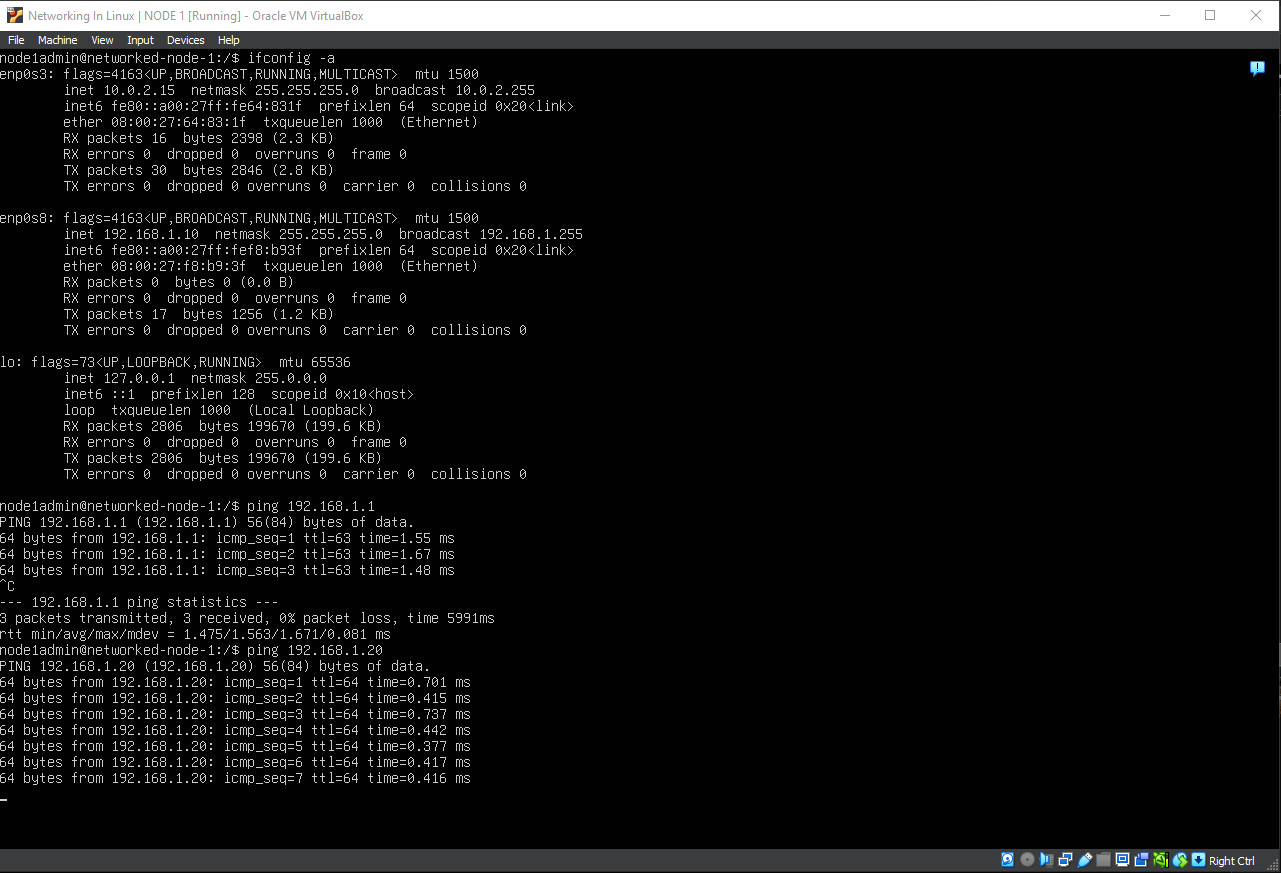 Networking In Linux | NODE 1 [Running] - Oracle VM VirtualBox
File Machine View Input Devices Help
node1admin@networked-node-1:/$ ifconfig -a
enp0s3: flags=4163<UP,BROADCAST,RUNNING,MULTICAST>  mtu 1500
        inet 10.0.2.15  netmask 255.255.255.0  broadcast 10.0.2.255
        inet6 fe80::a00:27ff:fe64:831f  prefixlen 64  scopeid 0x20<link>
        ether 08:00:27:64:83:1f  txqueuelen 1000  (Ethernet)
        RX packets 16  bytes 2398 (2.3 KB)
        RX errors 0  dropped 0  overruns 0  frame 0
        TX packets 30  bytes 2846 (2.8 KB)
        TX errors 0  dropped 0 overruns 0  carrier 0  collisions 0
enp0s8: flags=4163<UP,BROADCAST,RUNNING,MULTICAST>  mtu 1500
        inet 192.168.1.10  netmask 255.255.255.0  broadcast 192.168.1.255
        inet6 fe80::a00:27ff:fef8:b93f  prefixlen 64  scopeid 0x20<link>
        ether 08:00:27:f8:b9:3f  txqueuelen 1000  (Ethernet)
        RX packets 0  bytes 0 (0.0 B)
        RX errors 0  dropped 0  overruns 0  frame 0
        TX packets 17  bytes 1256 (1.2 KB)
        TX errors 0  dropped 0 overruns 0  carrier 0  collisions 0
lo: flags=73<UP,LOOPBACK,RUNNING>  mtu 65536
        inet 127.0.0.1  netmask 255.0.0.0
        inet6 ::1  prefixlen 128  scopeid 0x10<host>
        loop  txqueuelen 1000  (Local Loopback)
        RX packets 2806  bytes 199670 (199.6 KB)
        RX errors 0  dropped 0  overruns 0  frame 0
        TX packets 2806  bytes 199670 (199.6 KB)
        TX errors 0  dropped 0 overruns 0  carrier 0  collisions 0
node1admin@networked-node-1:/$ ping 192.168.1.1
PING 192.168.1.1 (192.168.1.1) 56(84) bytes of data.
64 bytes from 192.168.1.1: icmp_seq=1 ttl=63 time=1.55 ms
64 bytes from 192.168.1.1: icmp_seq=2 ttl=63 time=1.67 ms
64 bytes from 192.168.1.1: icmp_seq=3 ttl=63 time=1.48 ms
^C
--- 192.168.1.1 ping statistics ---
3 packets transmitted, 3 received, 0% packet loss, time 5991ms
rtt min/avg/max/mdev = 1.475/1.563/1.671/0.081 ms
node1admin@networked-node-1:/$ ping 192.168.1.20
PING 192.168.1.20 (192.168.1.20) 56(84) bytes of data.
64 bytes from 192.168.1.20: icmp_seq=1 ttl=64 time=0.701 ms
64 bytes from 192.168.1.20: icmp_seq=2 ttl=64 time=0.415 ms
64 bytes from 192.168.1.20: icmp_seq=3 ttl=64 time=0.737 ms
64 bytes from 192.168.1.20: icmp_seq=4 ttl=64 time=0.442 ms
64 bytes from 192.168.1.20: icmp_seq=5 ttl=64 time=0.377 ms
64 bytes from 192.168.1.20: icmp_seq=6 ttl=64 time=0.417 ms
64 bytes from 192.168.1.20: icmp_seq=7 ttl=64 time=0.416 ms
Right Ctrl